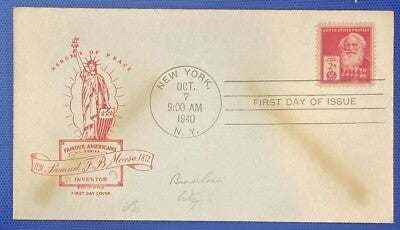 HEROES OF PEACE
FAMOUS AMERICANS
SERIES
1791 Samuel F. B. Morse 1872
INVENTOR
FIRST DAY COVER
NEW YORK,
OCT.
7
9:00 AM
1940
N. Y.
FIRST DAY OF ISSUE
UNITED STATES POSTAGE
2¢
City